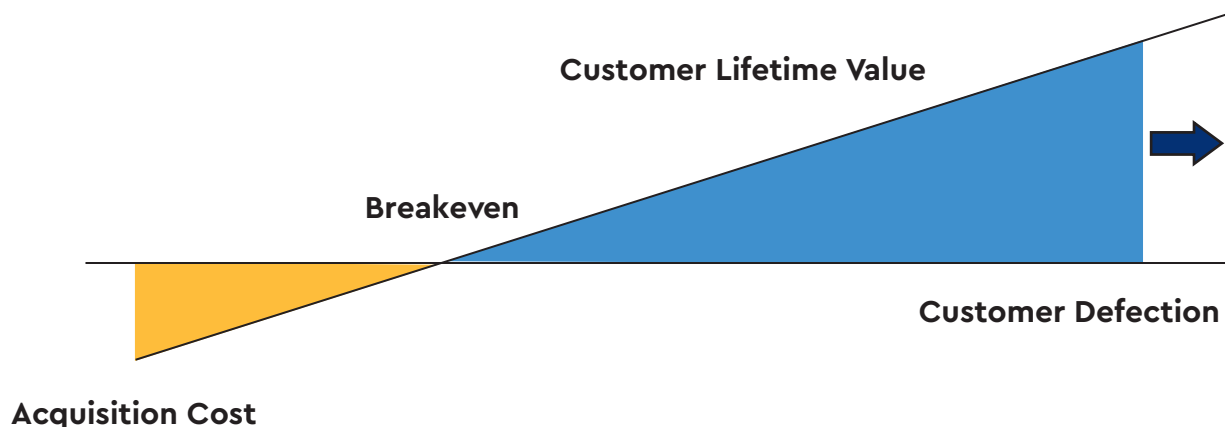 Customer Lifetime Value
Breakeven
Customer Defection
Acquisition Cost